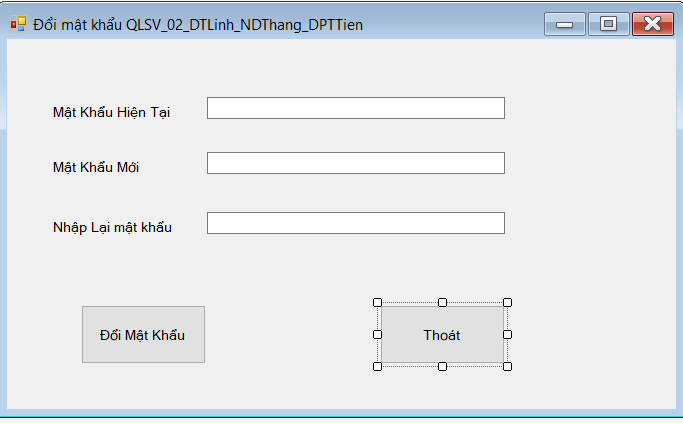 Đổi mật khẩu QLSV_02_DTLinh_NDThang_DPTTien
Mật Khẩu Hiện Tại
Mật Khẩu Mới
Nhập Lại mật khẩu
Đổi Mật Khẩu
Thoát